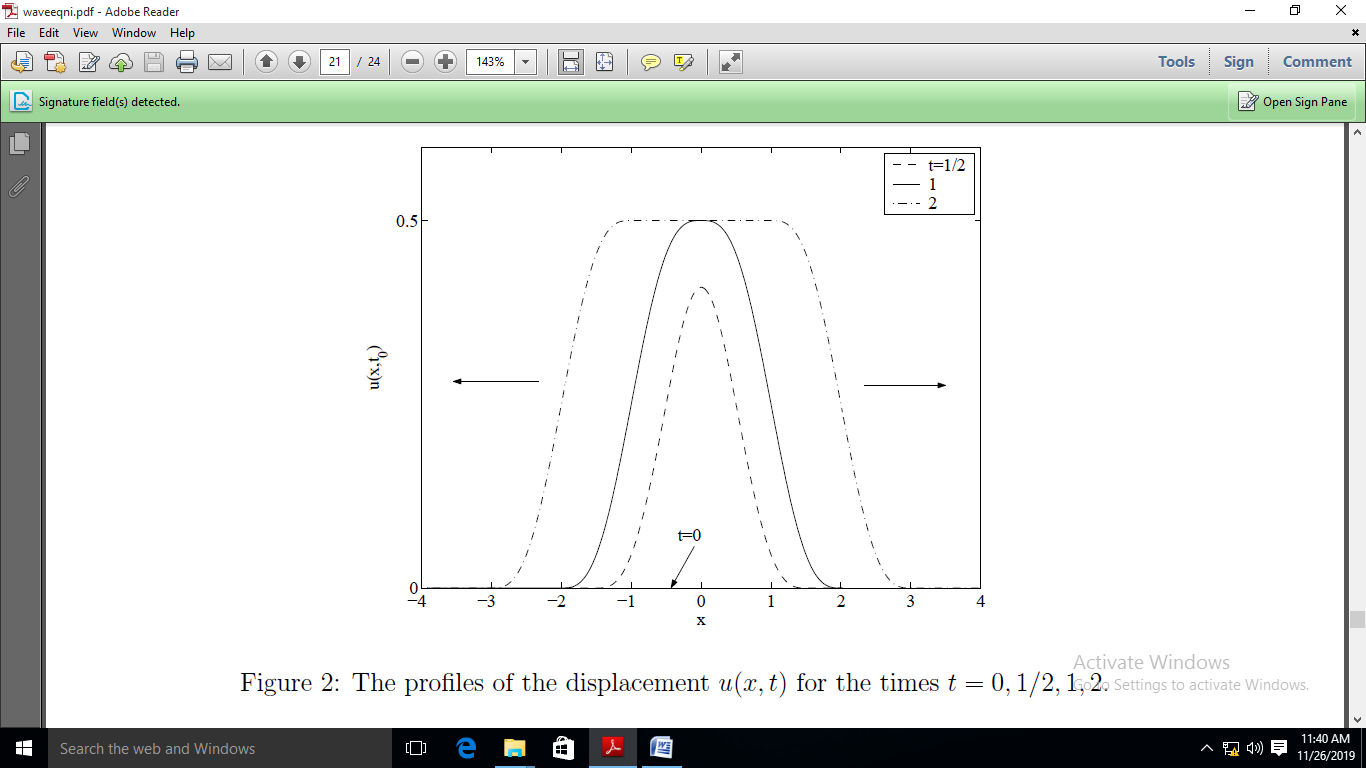 waveeqni.pdf - Adobe Reader
File Edit View Window Help
21 / 24 143% Tools Sign Comment
Signature field(s) detected. Open Sign Pane
t=1/2
1
2
0.5
u(x,t0)
t=0
0
−4 −3 −2 −1 0 1 2 3 4
x
Activate Windows
Figure 2: The profiles of the displacement u(x, t) for the times t = 0, 1/2, 1, 2.
Go to Settings to activate Windows.
Search the web and Windows
11:40 AM
11/26/2019